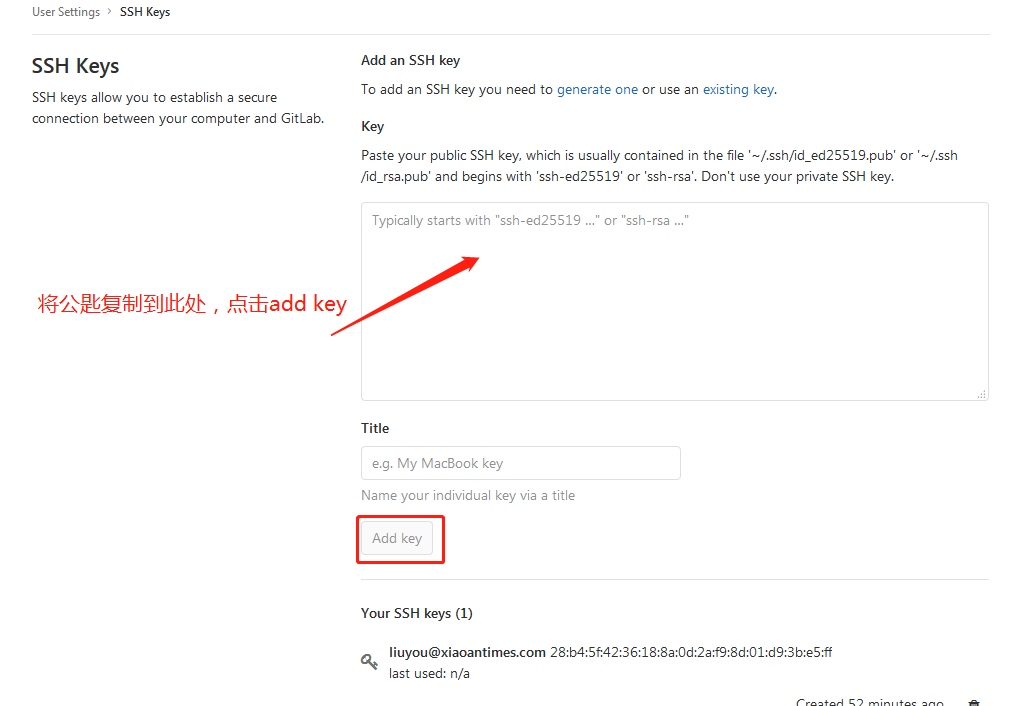 User Settings > SSH Keys
SSH Keys
SSH keys allow you to establish a secure
connection between your computer and GitLab.
Add an SSH key
To add an SSH key you need to generate one or use an existing key.
Key
Paste your public SSH key, which is usually contained in the file '~/.ssh/id_ed25519.pub' or '~/.ssh
/id_rsa.pub' and begins with 'ssh-ed25519' or 'ssh-rsa'. Don't use your private SSH key.
Typically starts with "ssh-ed25519 ..." or "ssh-rsa ..."
将公匙复制到此处，点击add key
Title
e.g. My MacBook key
Name your individual key via a title
Add key
Your SSH keys (1)
liuyou@xiaoantimes.com 28:b4:5f:42:36:18:8a:0d:2a:f9:8d:01:d9:3b:e5:ff
last used: n/a
Created 52 minutes ago